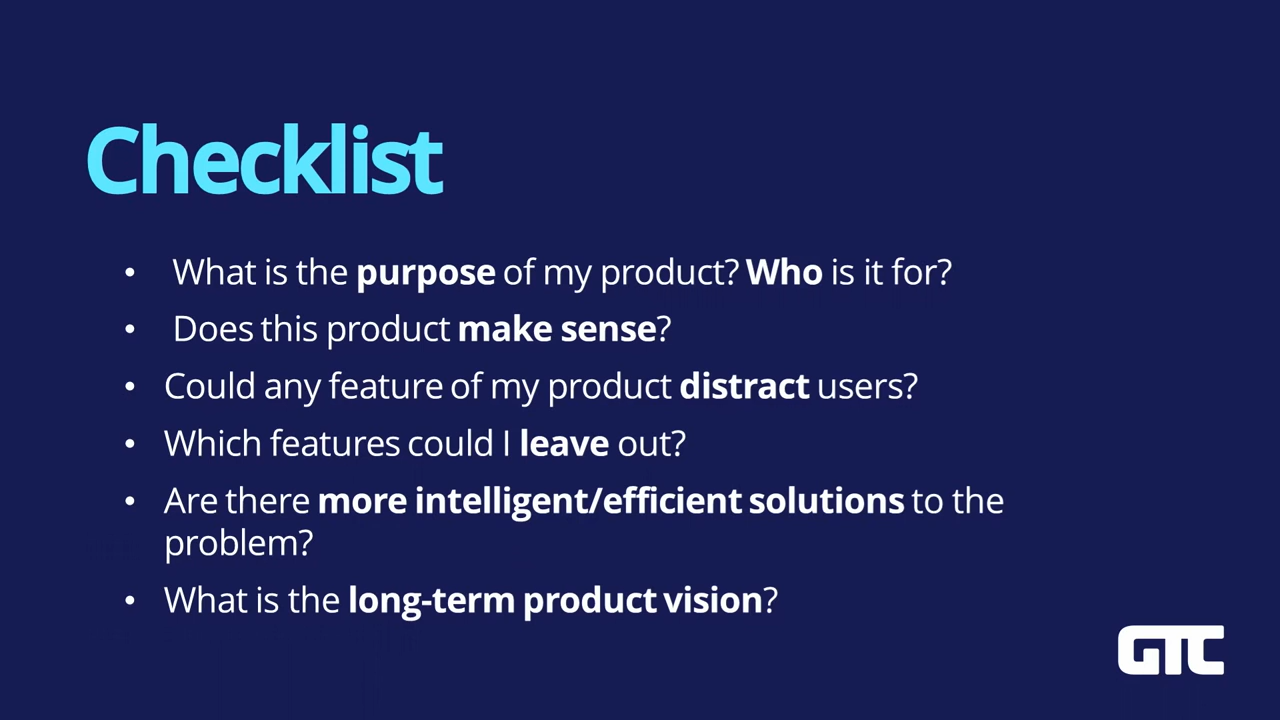 Checklist
• What is the purpose of my product? Who is it for?
• Does this product make sense?
• Could any feature of my product distract users?
• Which features could I leave out?
• Are there more intelligent/efficient solutions to the
problem?
• What is the long-term product vision?
GTC